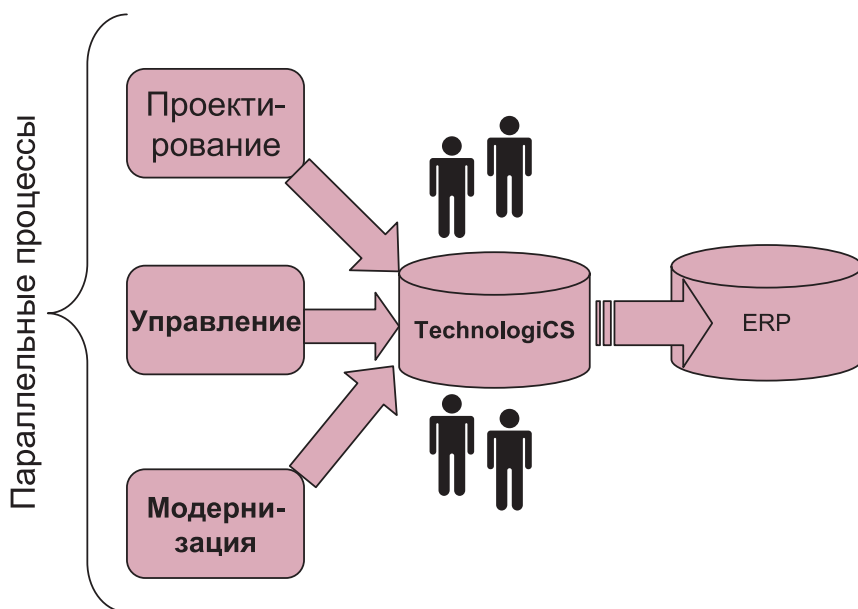 Параллельные процессы
Проекти-
рование
Управление
Модерни-
зация
TechnologiCS
ERP